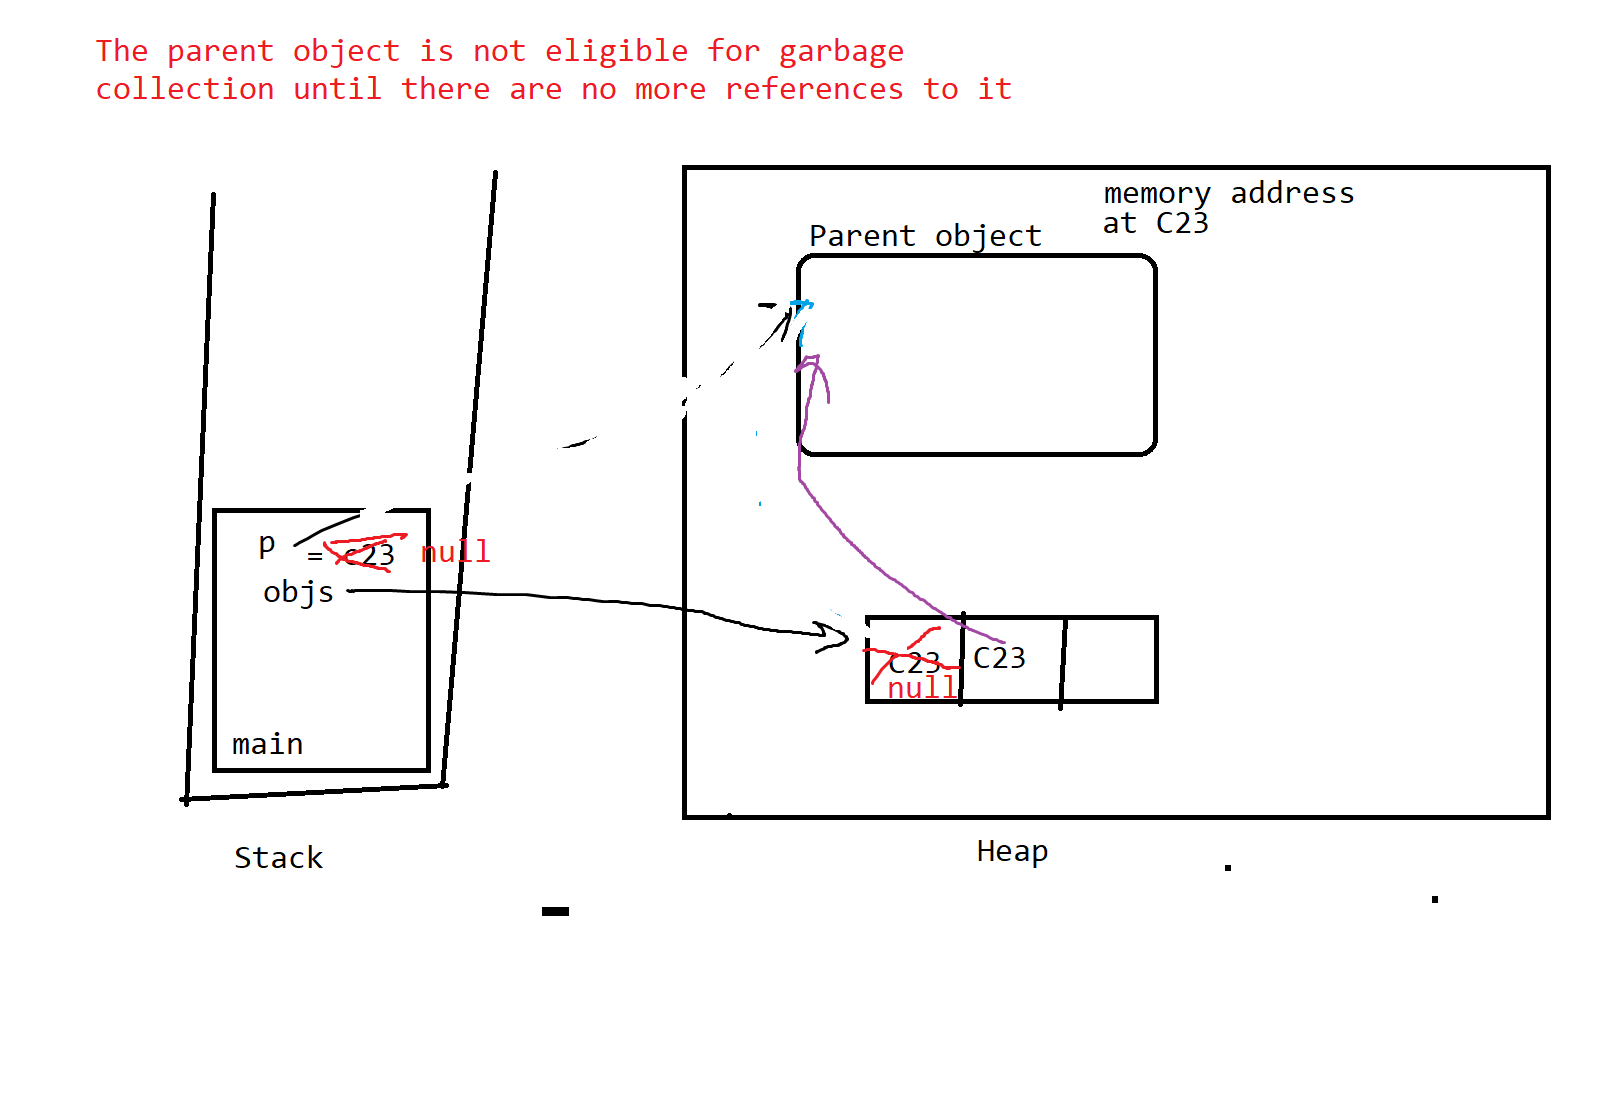 The parent object is not eligible for garbage
collection until there are no more references to it
memory address
at C23
Parent object
p
= c23 null
objs
C23 C23
null
main
Stack
Heap